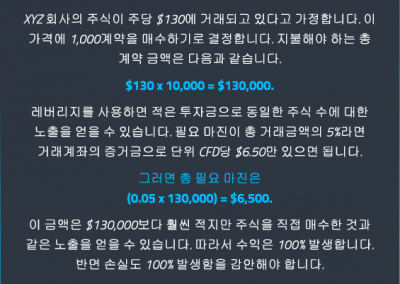 XYZ 회사의 주식이 주당 $130에 거래되고 있다고 가정합니다. 이
가격에 1,000계약을 매수하기로 결정합니다. 지불해야 하는 총
계약 금액은 다음과 같습니다.
$130 x 10,000 = $130,000.
레버리지를 사용하면 적은 투자금으로 동일한 주식 수에 대한
노출을 얻을 수 있습니다. 필요 마진이 총 거래금액의 5%라면
거래계좌의 증거금으로 단위 CFD당 $6.50만 있으면 됩니다.
그러면 총 필요 마진은
(0.05 x 130,000) = $6,500.
이 금액은 $130,000보다 훨씬 적지만 주식을 직접 매수한 것과
같은 노출을 얻을 수 있습니다. 따라서 수익은 100% 발생합니다.
반면 손실도 100% 발생함을 감안해야 합니다.